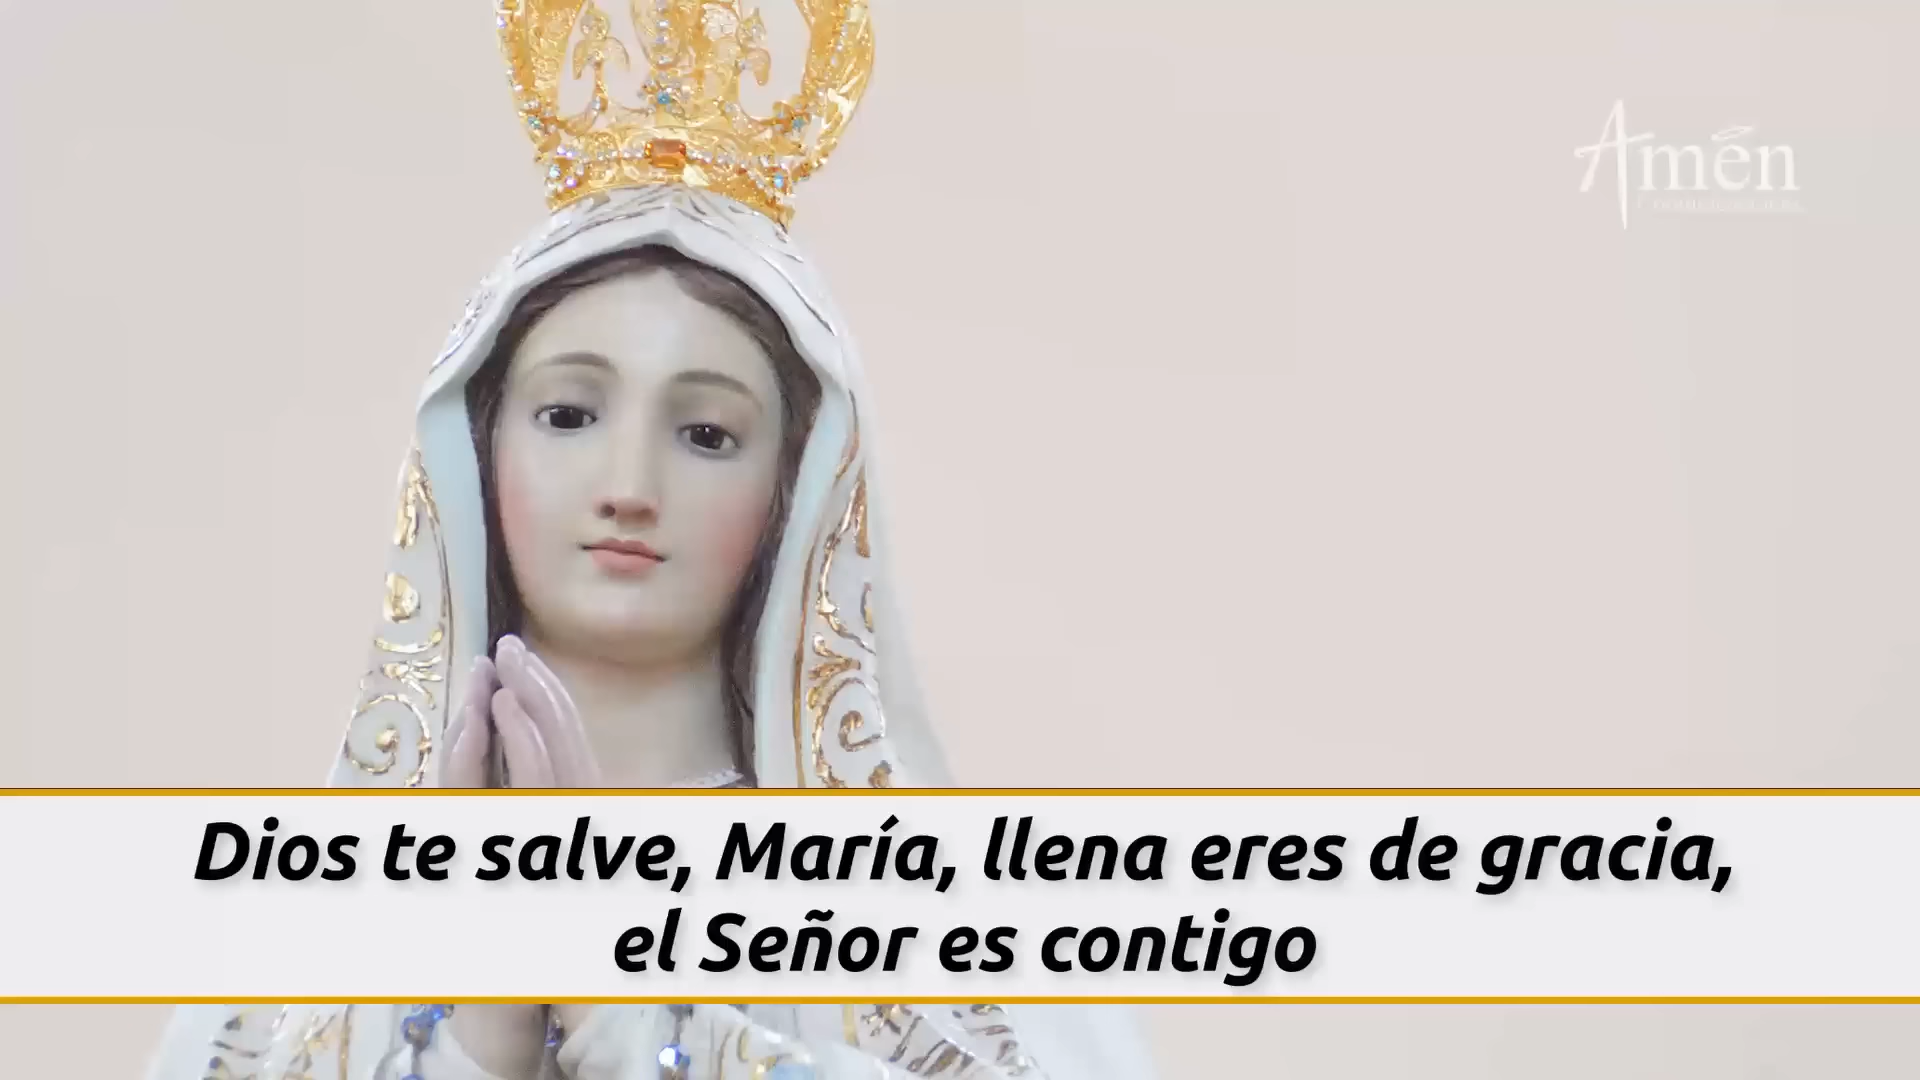 Amén
Dios te salve, María, llena eres de gracia,
el Señor es contigo